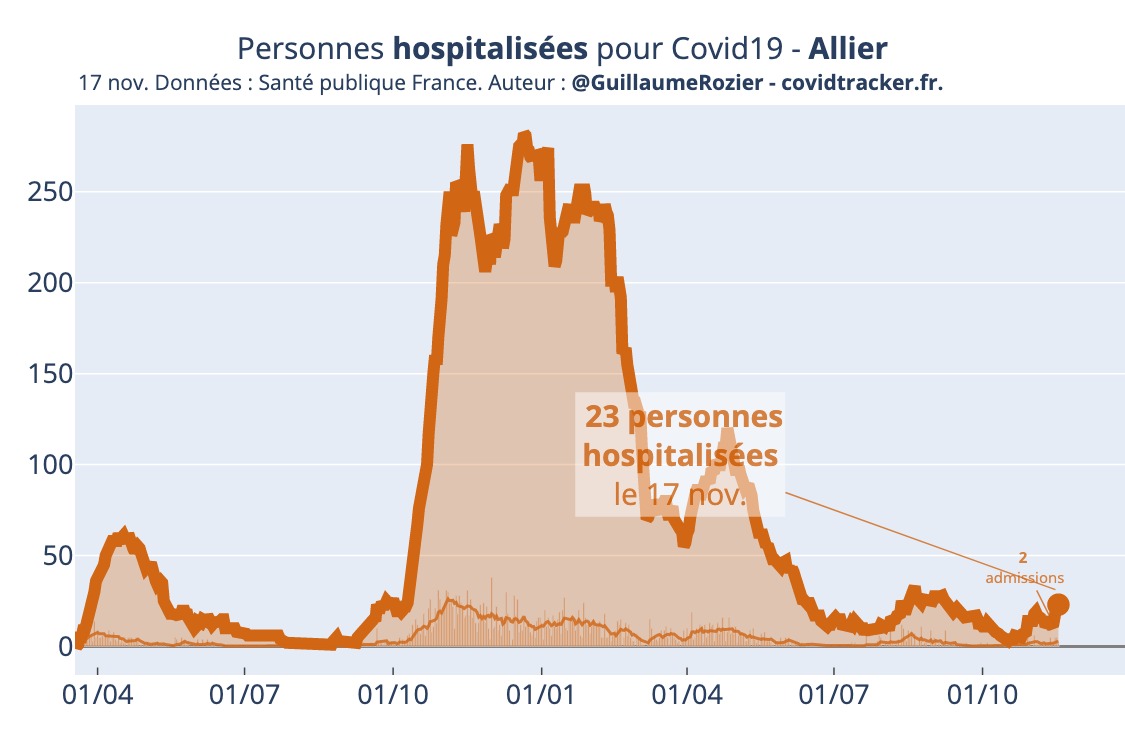 Personnes hospitalisées pour Covid19 - Allier
17 nov. Données : Santé publique France. Auteur : @GuillaumeRozier - covidtracker.fr.
250
200
150
100
50
0
23 personnes
hospitalisées
le 17 nov.
2
admissions
01/04
01/07
01/10
01/01
01/04
01/07
01/10